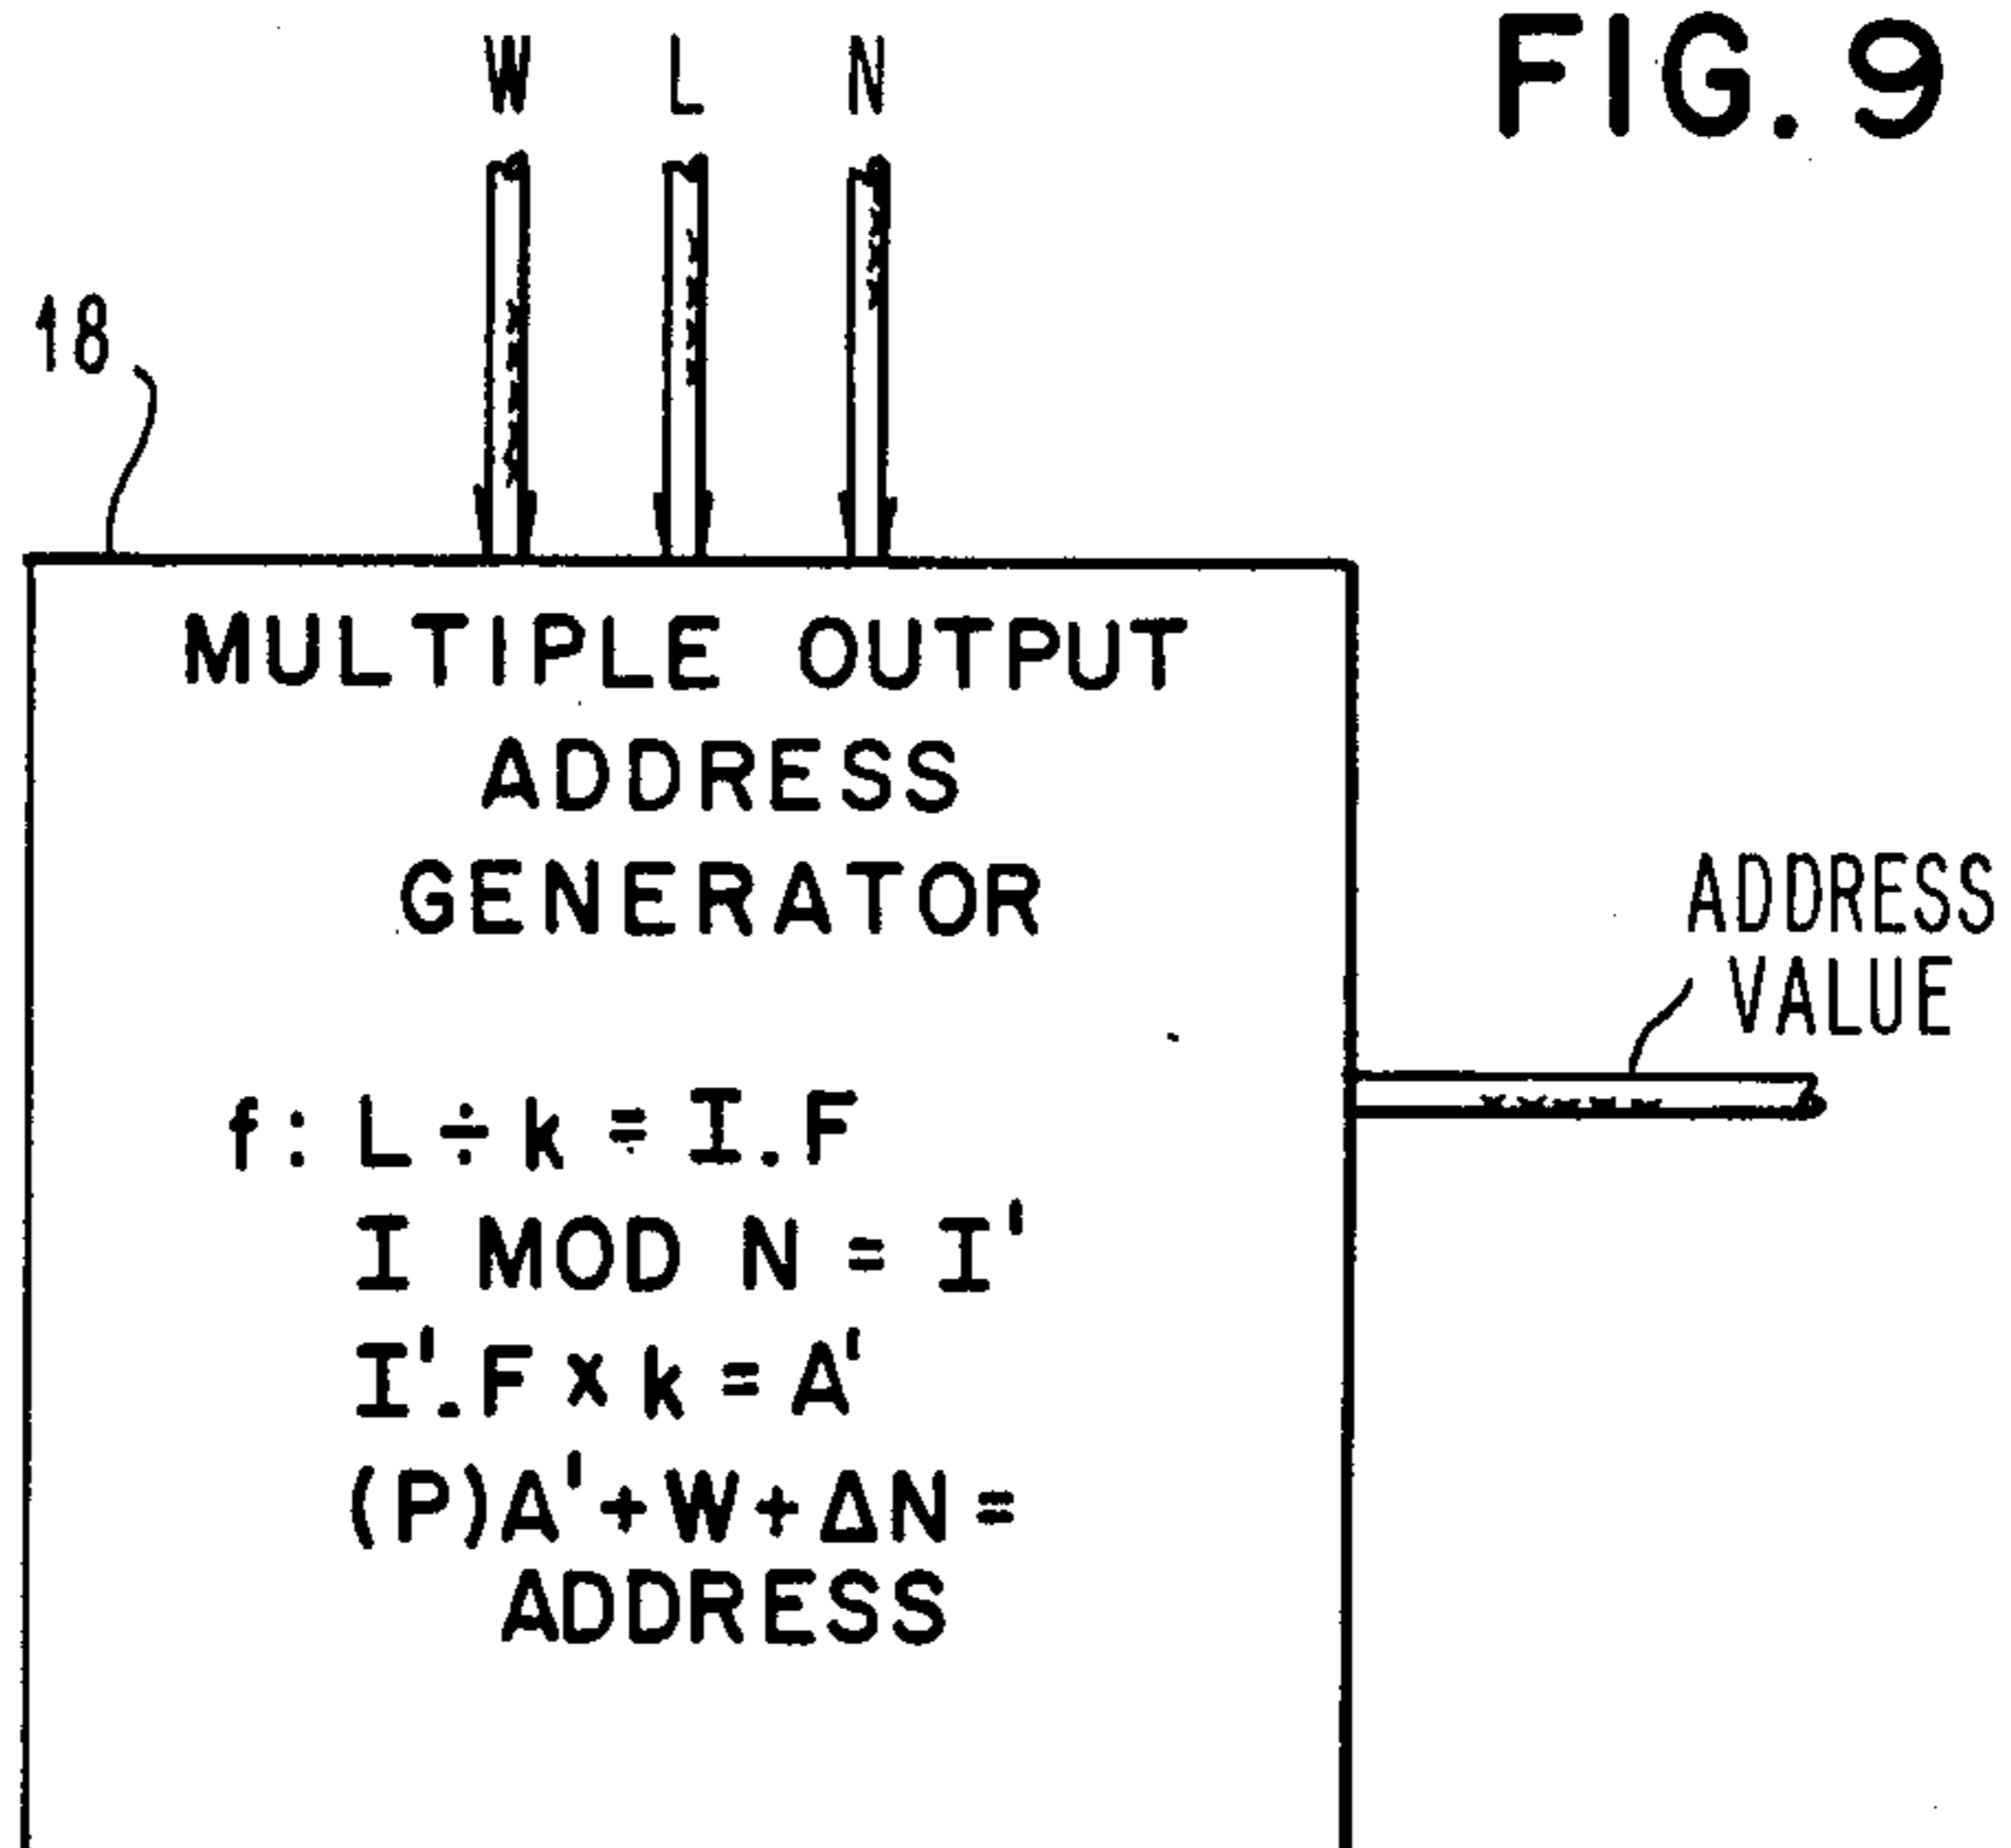 FIG. 9
W L N
18
MULTIPLE OUTPUT
ADDRESS
GENERATOR
ADDRESS
VALUE
f: L ÷ k = I.F
I MOD N = I'
I'.F x k = A'
(P)A' + W + ΔN =
ADDRESS